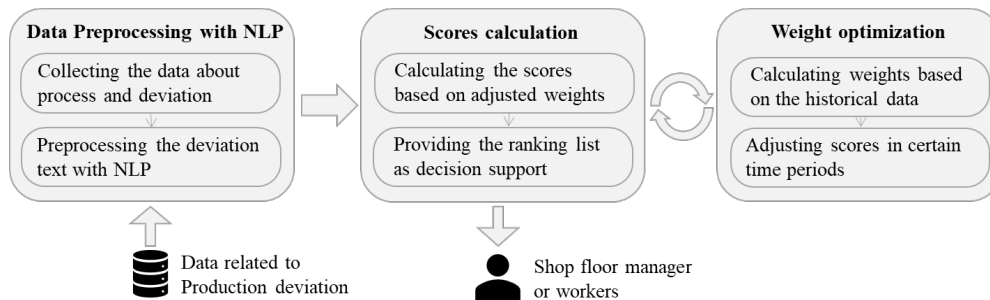 Data Preprocessing with NLP
Collecting the data about
process and deviation
Preprocessing the deviation
text with NLP
Scores calculation
Calculating the scores
based on adjusted weights
Providing the ranking list
as decision support
Weight optimization
Calculating weights based
on the historical data
Adjusting scores in certain
time periods
Data related to
Production deviation
Shop floor manager
or workers